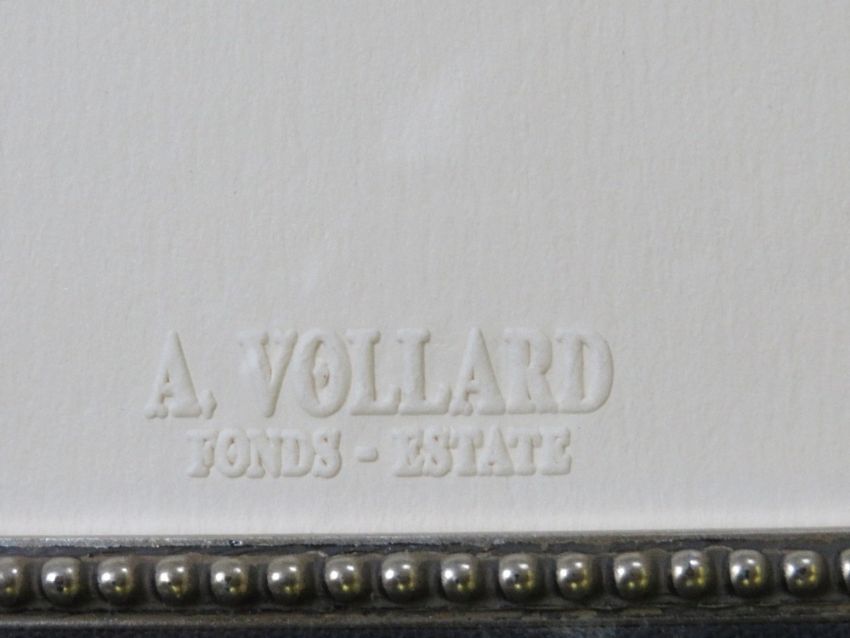 A. VOLLARD
FONDS - ESTATE